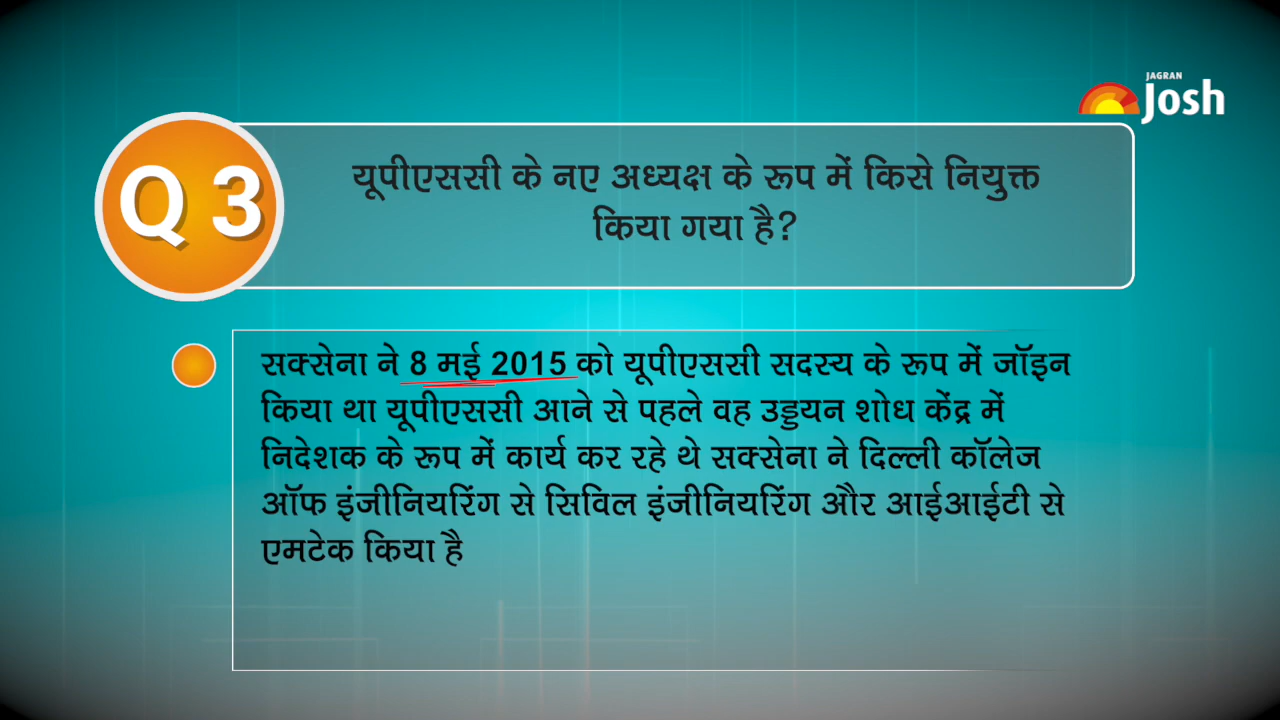 JAGRAN
Josh
Q 3
यूपीएससी के नए अध्यक्ष के रूप में किसे नियुक्त
किया गया है?
सक्सेना ने 8 मई 2015 को यूपीएससी सदस्य के रूप में जॉइन
किया था यूपीएससी आने से पहले वह उड्डयन शोध केंद्र में
निदेशक के रूप में कार्य कर रहे थे सक्सेना ने दिल्ली कॉलेज
ऑफ इंजीनियरिंग से सिविल इंजीनियरिंग और आईआईटी से
एमटेक किया है